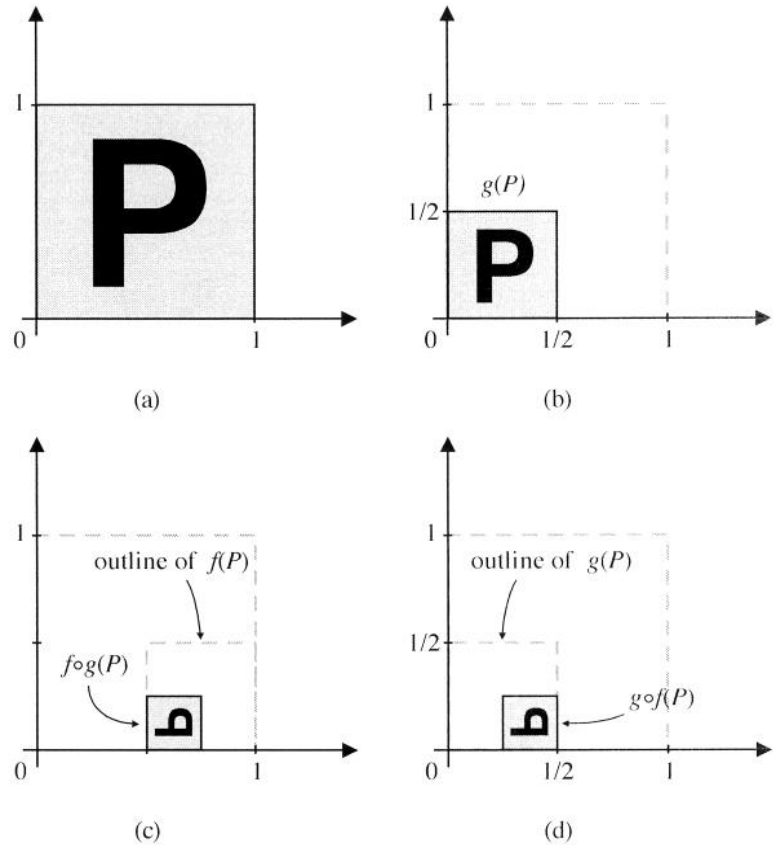 1
P
0
1
(a)
1
g(P)
1/2
P
0
1/2
1
(b)
1
outline of f(P)
f∘g(P)
P
0
1
(c)
1
outline of g(P)
1/2
g∘f(P)
P
0
1/2
1
(d)